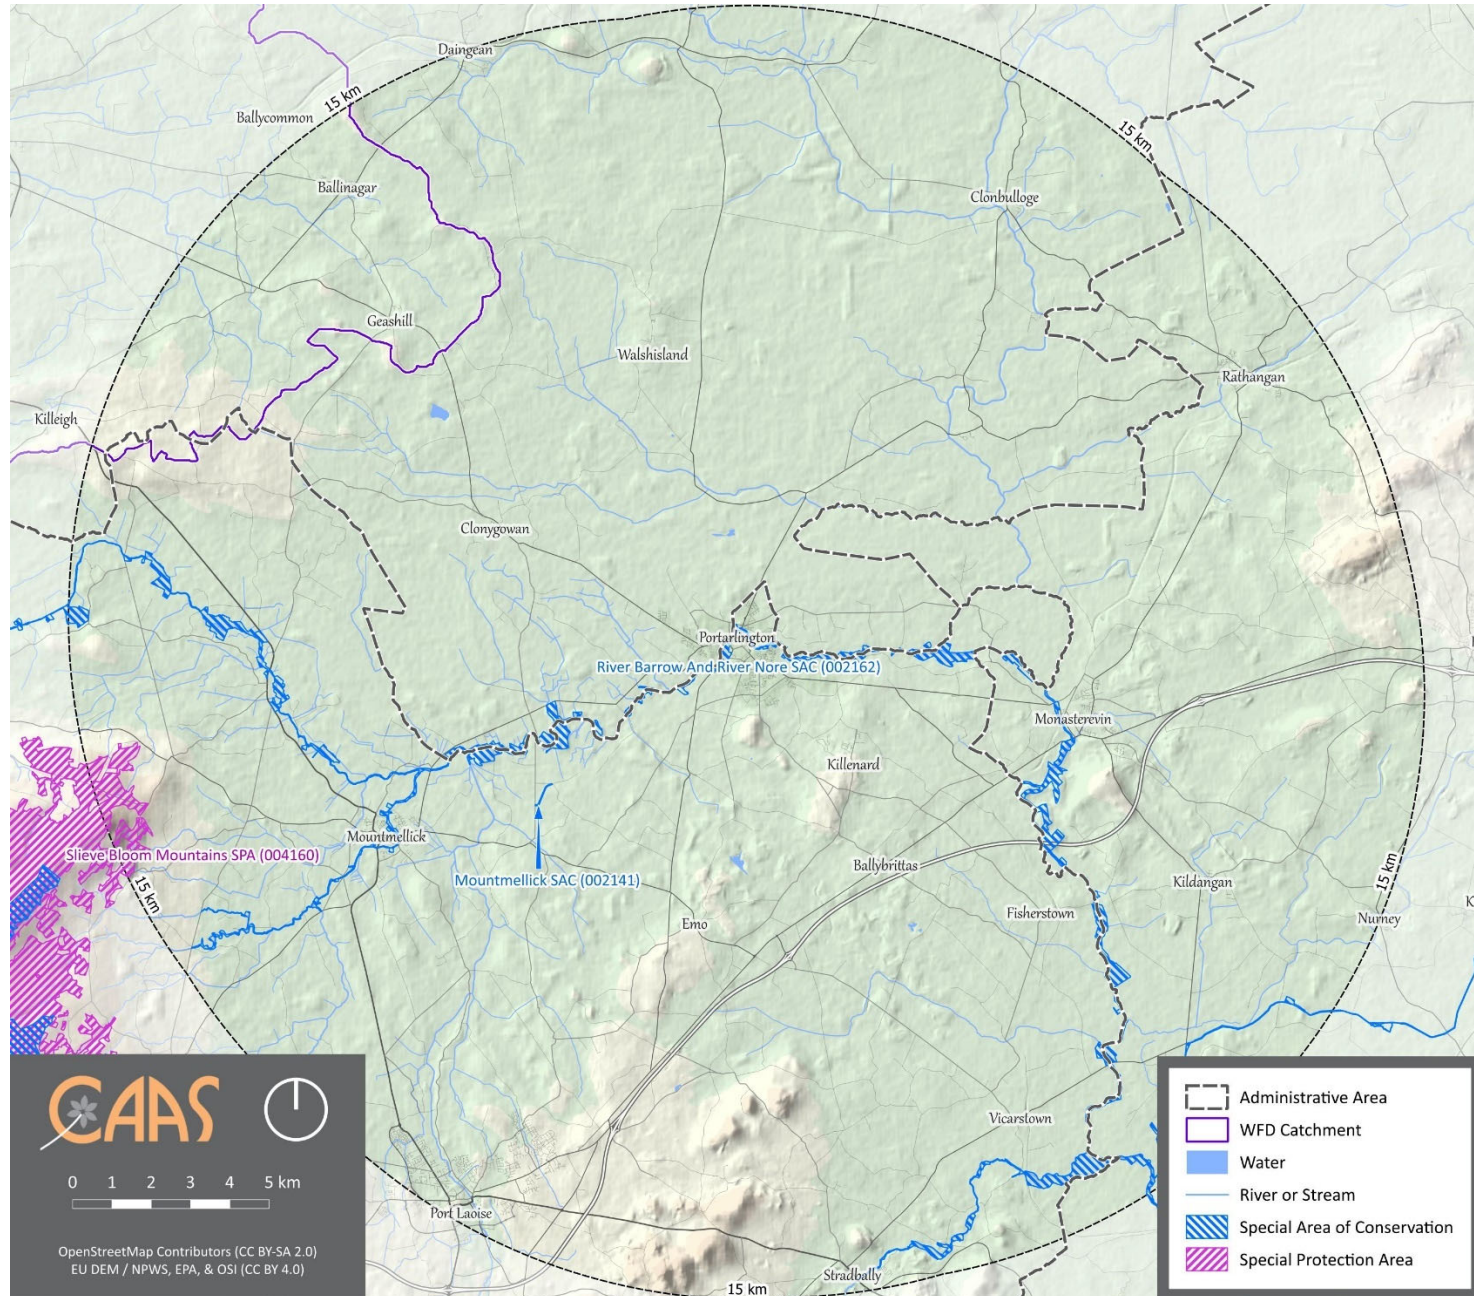 Daingean
15 km
Ballycommon
15 km
Ballinagar
Clonbulloge
Geashill
Walshisland
Rathangan
Killeigh
Clonygowan
Portarlington
River Barrow And River Nore SAC (002162)
Monasterevin
Killenard
Mountmellick
Slieve Bloom Mountains SPA (004160)
Ballybrittas
15 km
Mountmellick SAC (002141)
Kildangan
15 km
Fisherstown
Emo
Nurney
K
Vicarstown
Port Laoise
Stradbally
15 km
CAAS
0 1 2 3 4 5 km
OpenStreetMap Contributors (CC BY-SA 2.0)
EU DEM / NPWS, EPA, & OSI (CC BY 4.0)
Administrative Area
WFD Catchment
Water
River or Stream
Special Area of Conservation
Special Protection Area